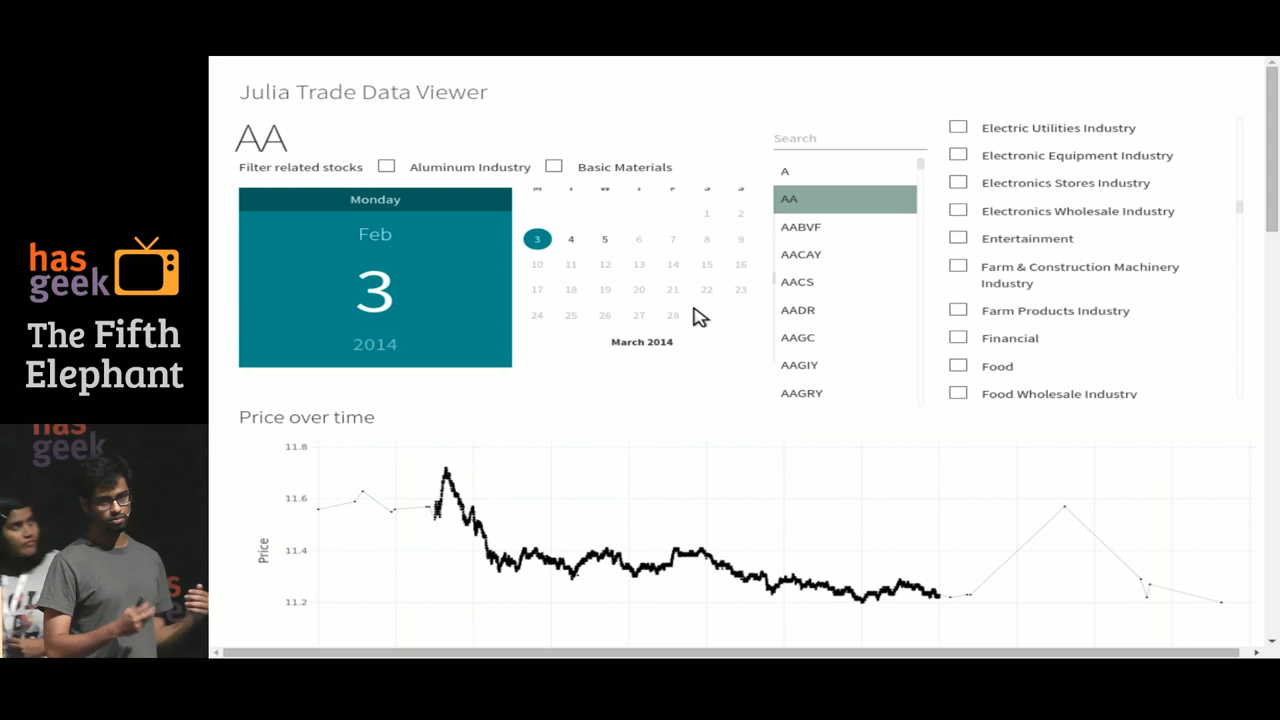 has
geek
The Fifth
Elephant
has
geek
Julia Trade Data Viewer
AA
Filter related stocks Aluminum Industry Basic Materials
Monday
Feb
3
2014
M T W T F S S
1 2
3 4 5 6 7 8 9
10 11 12 13 14 15 16
17 18 19 20 21 22 23
24 25 26 27 28
March 2014
Search
A
AA
AABVF
AACAY
AACS
AADR
AAGC
AAGIY
AAGRY
Electric Utilities Industry
Electronic Equipment Industry
Electronics Stores Industry
Electronics Wholesale Industry
Entertainment
Farm & Construction Machinery
Industry
Farm Products Industry
Financial
Food
Food Wholesale Industry
Price over time
Price
11.8
11.6
11.4
11.2